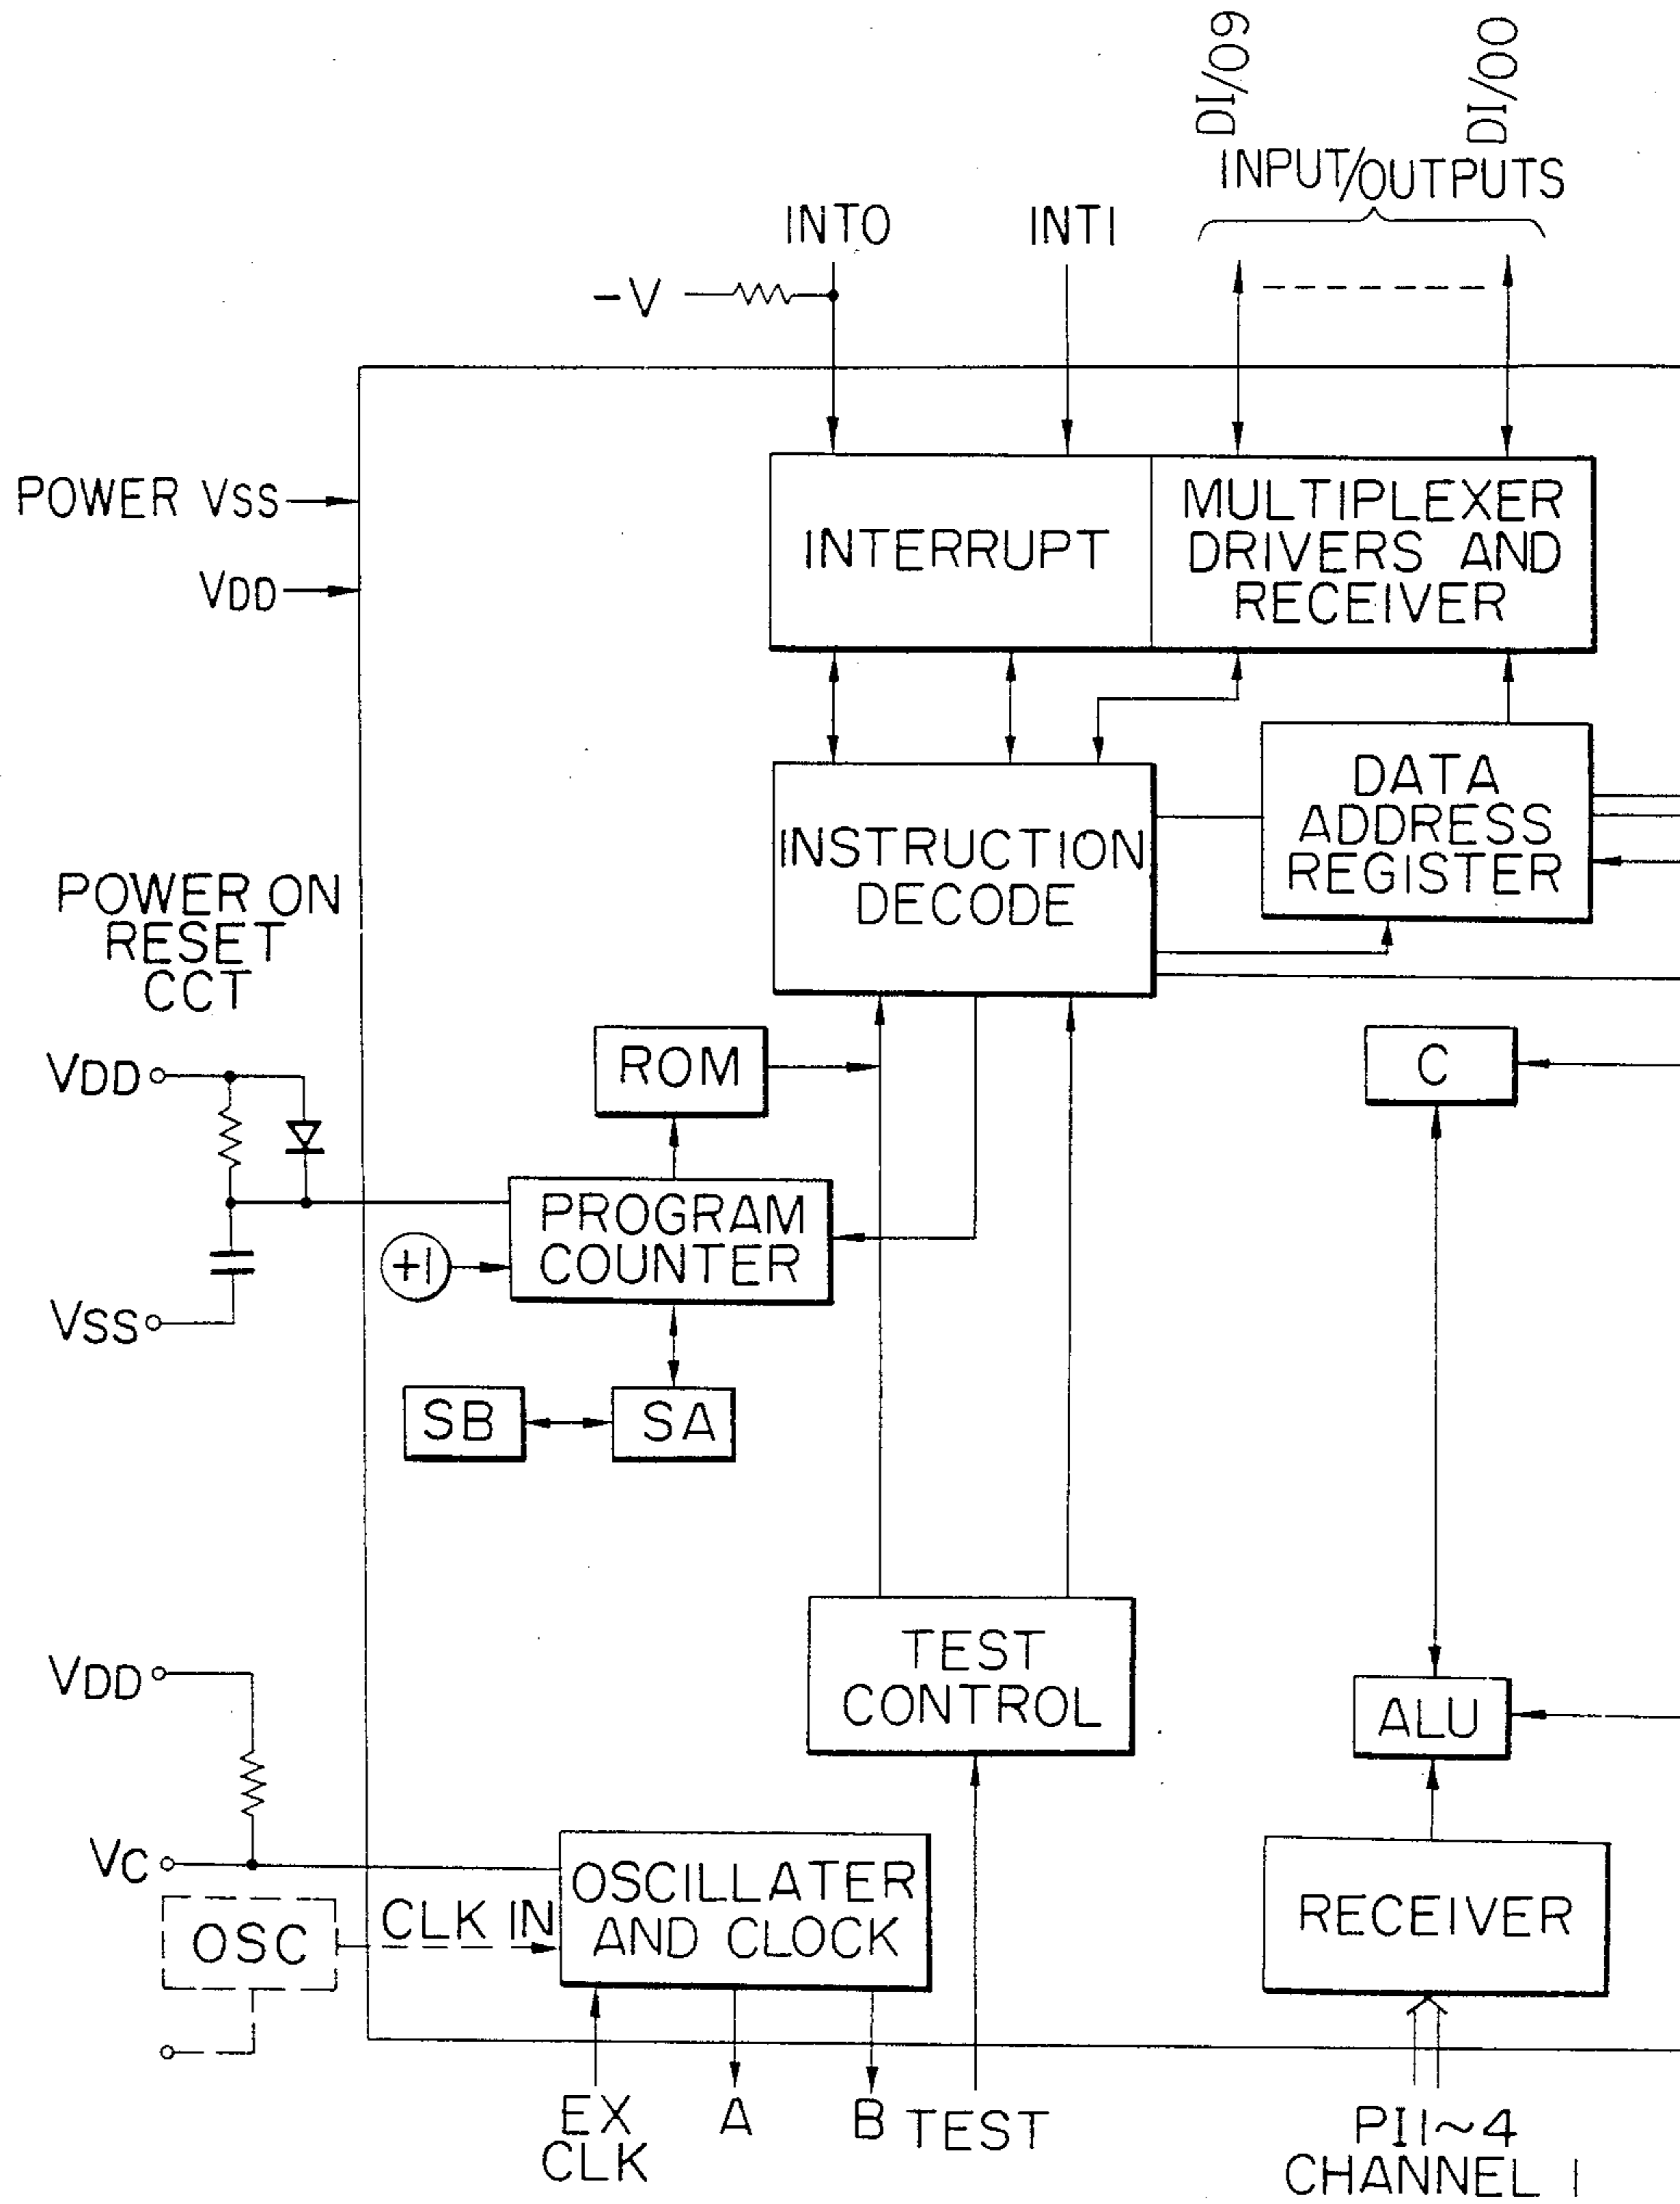 DI/09
DI/00
INPUT/OUTPUTS
INT0
INT1
-V
POWER VSS
VDD
INTERRUPT
MULTIPLEXER
DRIVERS AND
RECEIVER
DATA
ADDRESS
REGISTER
INSTRUCTION
DECODE
POWER ON
RESET
CCT
VDD
ROM
C
PROGRAM
COUNTER
+1
VSS
SB
SA
TEST
CONTROL
VDD
ALU
VC
OSCILLATER
AND CLOCK
CLK IN
OSC
RECEIVER
EX
CLK
A
B
TEST
PI1~4
CHANNEL 1